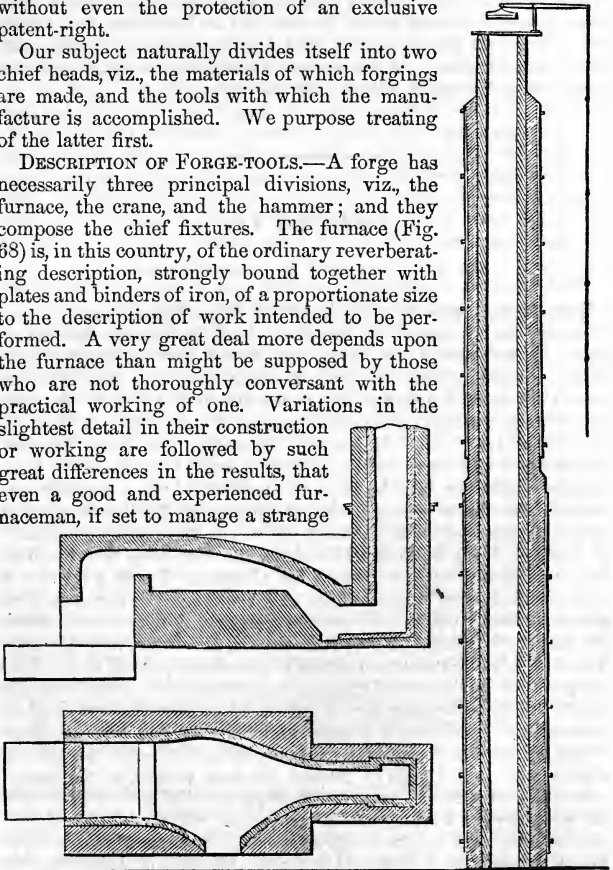 without even the protection of an exclusive
patent-right.
Our subject naturally divides itself into two
chief heads, viz., the materials of which forgings
are made, and the tools with which the manu-
facture is accomplished. We purpose treating
of the latter first.
DESCRIPTION OF FORGE-TOOLS.—A forge has
necessarily three principal divisions, viz., the
furnace, the crane, and the hammer; and they
compose the chief fixtures. The furnace (Fig.
68) is, in this country, of the ordinary reverberat-
ing description, strongly bound together with
plates and binders of iron, of a proportionate size
to the description of work intended to be per-
formed. A very great deal more depends upon
the furnace than might be supposed by those
who are not thoroughly conversant with the
practical working of one. Variations in the
slightest detail in their construction
or working are followed by such
great differences in the results, that
even a good and experienced fur-
naceman, if set to manage a strange